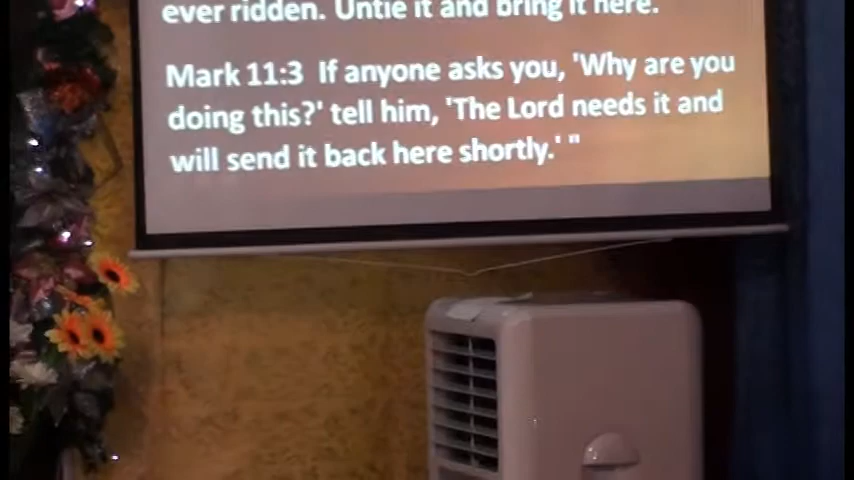 ever ridden. Untie it and bring it here.
Mark 11:3 If anyone asks you, 'Why are you
doing this?' tell him, 'The Lord needs it and
will send it back here shortly.' "